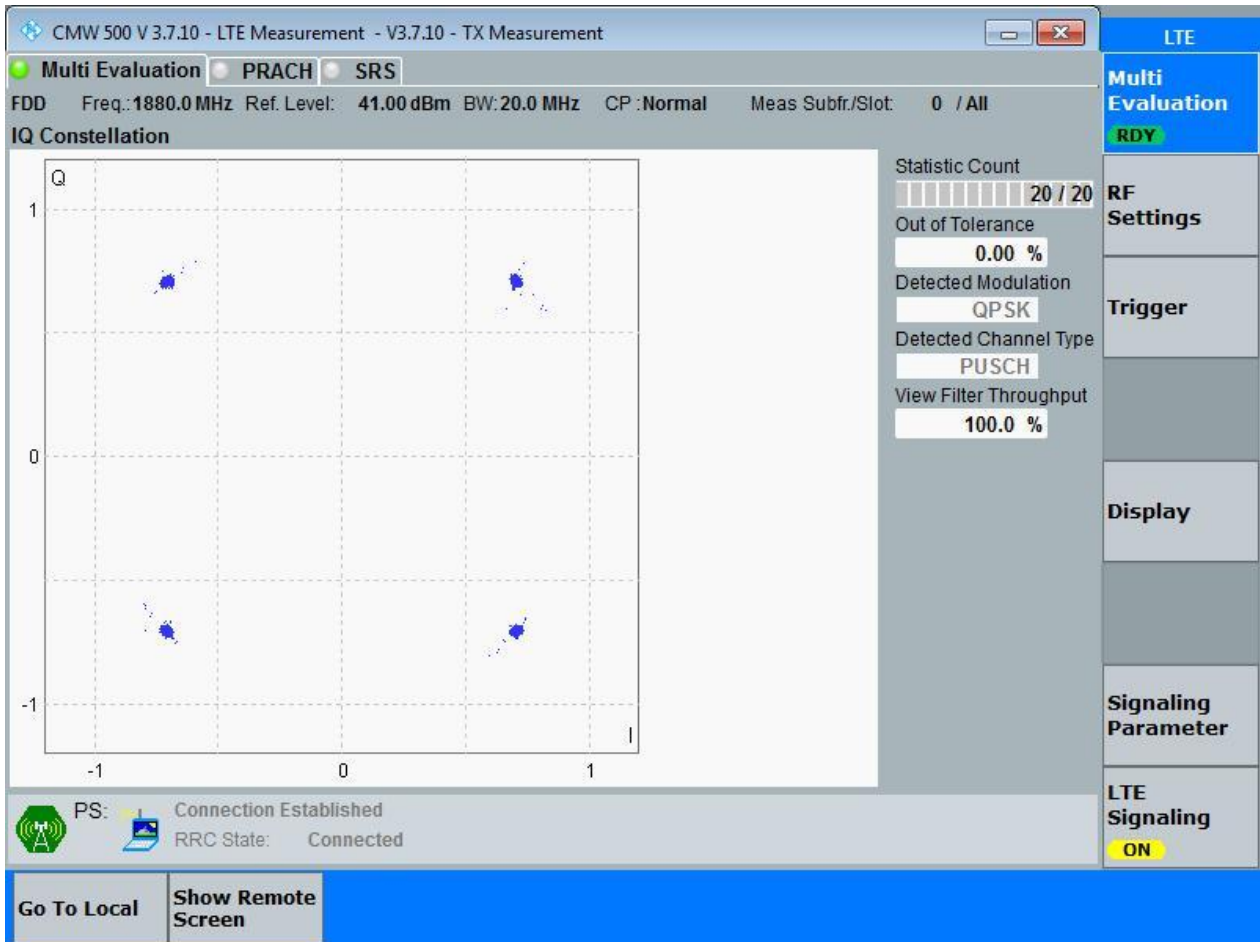 CMW 500 V 3.7.10 - LTE Measurement - V3.7.10 - TX Measurement
LTE
Multi Evaluation PRACH SRS
FDD Freq.: 1880.0 MHz Ref. Level: 41.00 dBm BW: 20.0 MHz CP : Normal Meas Subfr./Slot: 0 / All
IQ Constellation
Q
1
0
-1
I
-1 0 1
Statistic Count
20 / 20
Out of Tolerance
0.00 %
Detected Modulation
QPSK
Detected Channel Type
PUSCH
View Filter Throughput
100.0 %
Multi
Evaluation
RDY
RF
Settings
Trigger
Display
Signaling
Parameter
LTE
Signaling
ON
PS: Connection Established
RRC State: Connected
Go To Local
Show Remote
Screen